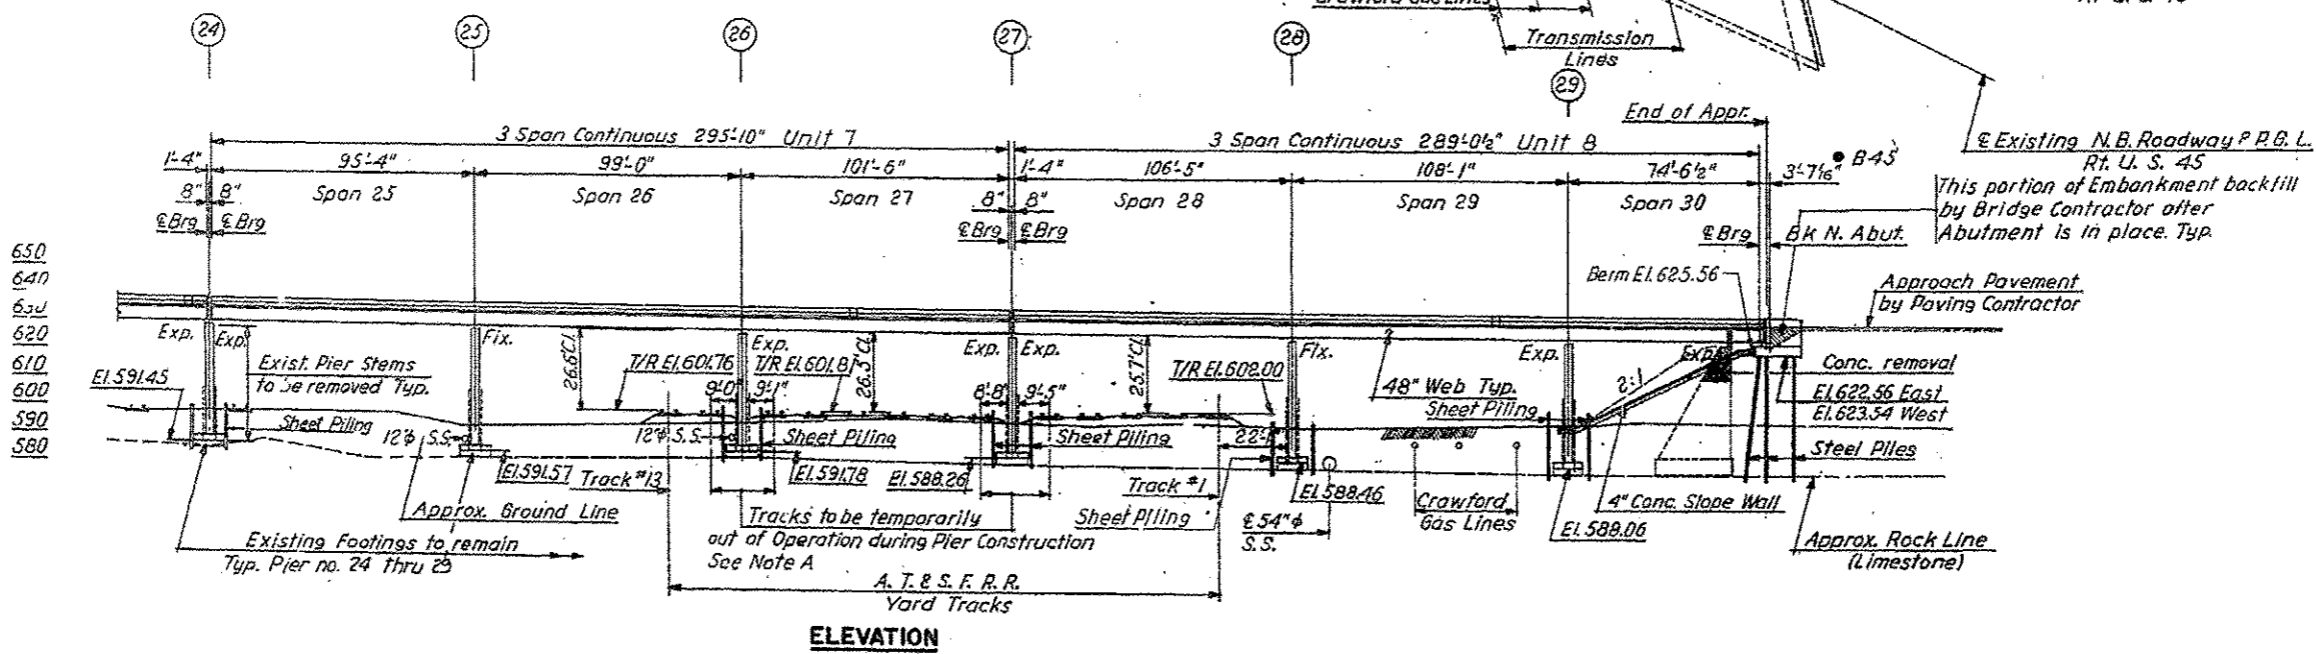 24
25
26
27
28
29
Transmission
Lines
End of Appr.
3 Span Continuous 295'-10" Unit 7
3 Span Continuous 289'-0½" Unit 8
℄ Existing N.B. Roadway & P.G.L.
Rt. U.S. 45
B45
1'-4"
95'-4"
99'-0"
101'-6"
1'-4"
106'-5"
108'-1"
74'-6½"
3'-7 1/16"
8" 8"
Span 25
Span 26
Span 27
8" 8"
Span 28
Span 29
Span 30
℄ Brg ℄ Brg
℄ Brg ℄ Brg
℄ Brg
Bk N. Abut.
This portion of Embankment backfill
by Bridge Contractor after
Abutment is in place. Typ.
650
640
630
620
610
600
590
580
Berm El. 625.56
Approach Pavement
by Paving Contractor
Exp. Exp.
Fix.
Exp.
Exp. Exp.
Fix.
Exp.
Exp.
26.6' Cl.
26.5' Cl.
25.7' Cl.
El. 591.45
Exist. Pier Stems
to be removed Typ.
T/R El. 601.76
T/R El. 601.81
T/R El. 602.00
9'-0" 9'-1"
8'-8" 9'-5"
48" Web Typ.
2:1
Conc. removal
El. 622.56 East
El. 623.54 West
Sheet Piling
12"φ S.S.
12"φ S.S.
Sheet Piling
Sheet Piling
Sheet Piling
Steel Piles
El. 591.57
Track #13
El. 591.78
El. 588.26
Track #1
El. 588.46
Crawford
Gas Lines
4" Conc. Slope Wall
Approx. Ground Line
Tracks to be temporarily
out of Operation during Pier Construction
See Note A
Sheet Piling
℄ 54"φ
S.S.
El. 588.06
Existing Footings to remain
Typ. Pier no. 24 thru 29
Approx. Rock Line
(Limestone)
A. T. & S. F. R. R.
Yard Tracks
ELEVATION